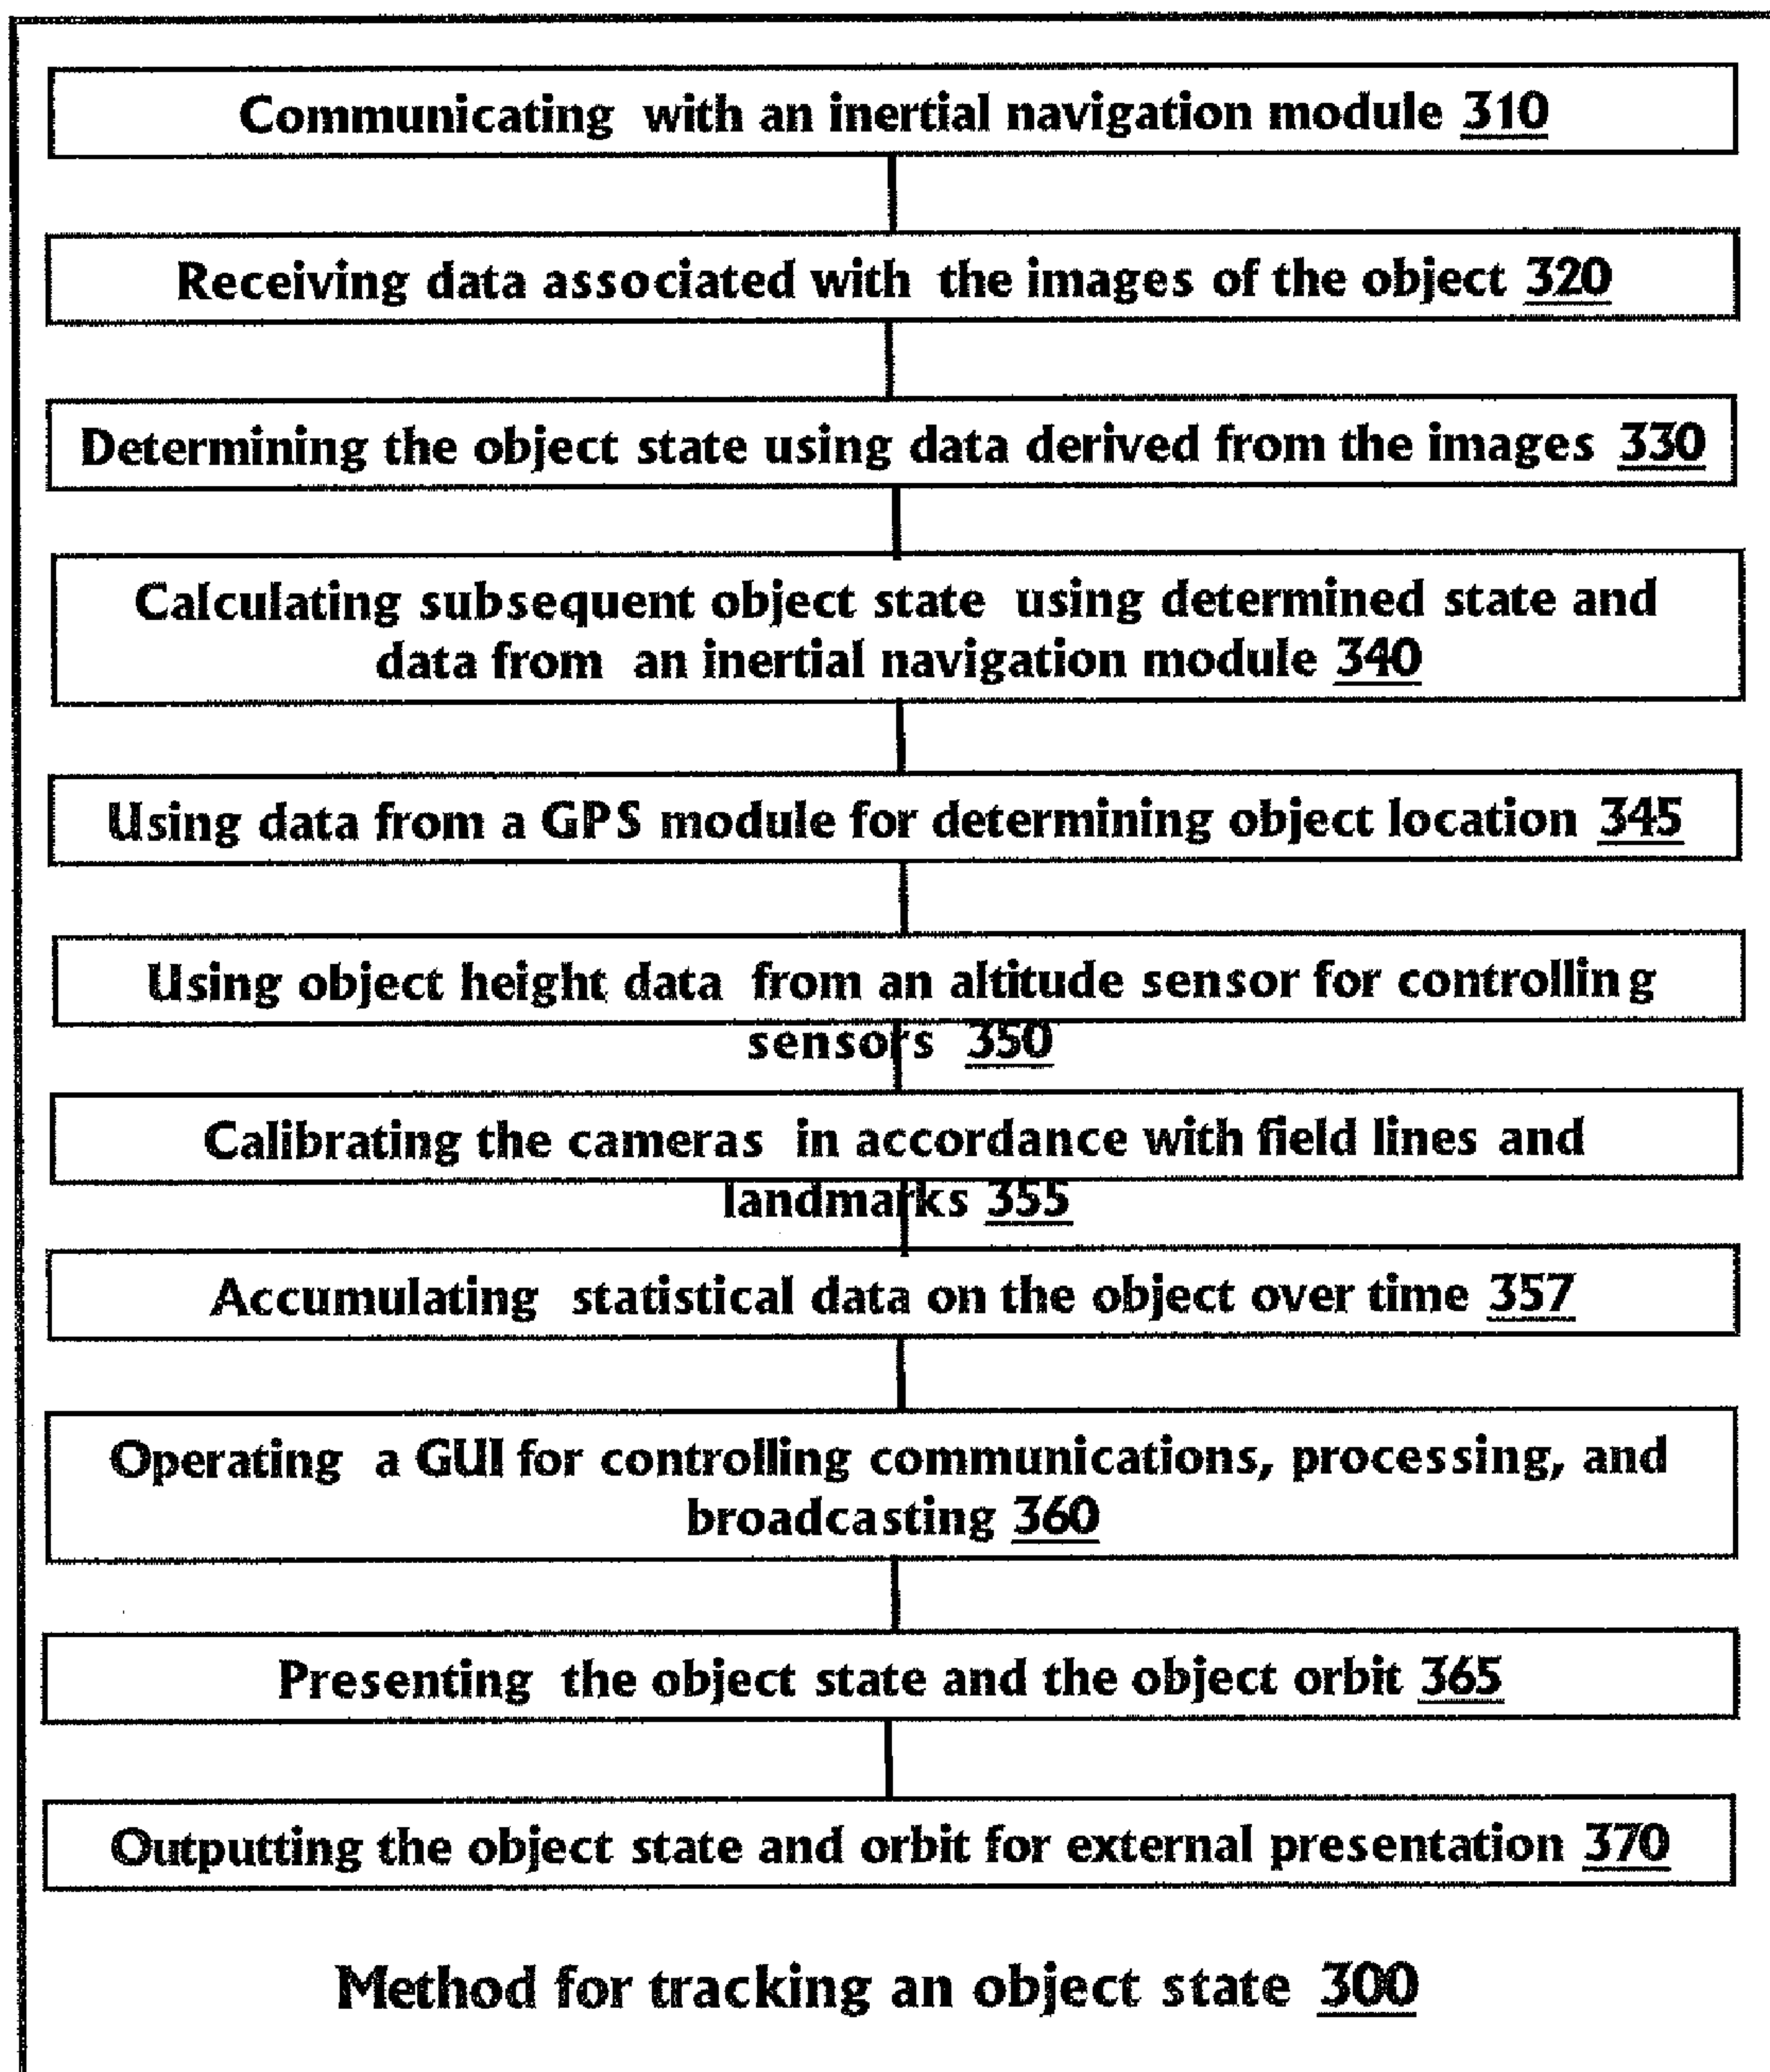 Communicating with an inertial navigation module 310
Receiving data associated with the images of the object 320
Determining the object state using data derived from the images 330
Calculating subsequent object state using determined state and
data from an inertial navigation module 340
Using data from a GPS module for determining object location 345
Using object height data from an altitude sensor for controlling
sensors 350
Calibrating the cameras in accordance with field lines and
landmarks 355
Accumulating statistical data on the object over time 357
Operating a GUI for controlling communications, processing, and
broadcasting 360
Presenting the object state and the object orbit 365
Outputting the object state and orbit for external presentation 370
Method for tracking an object state 300